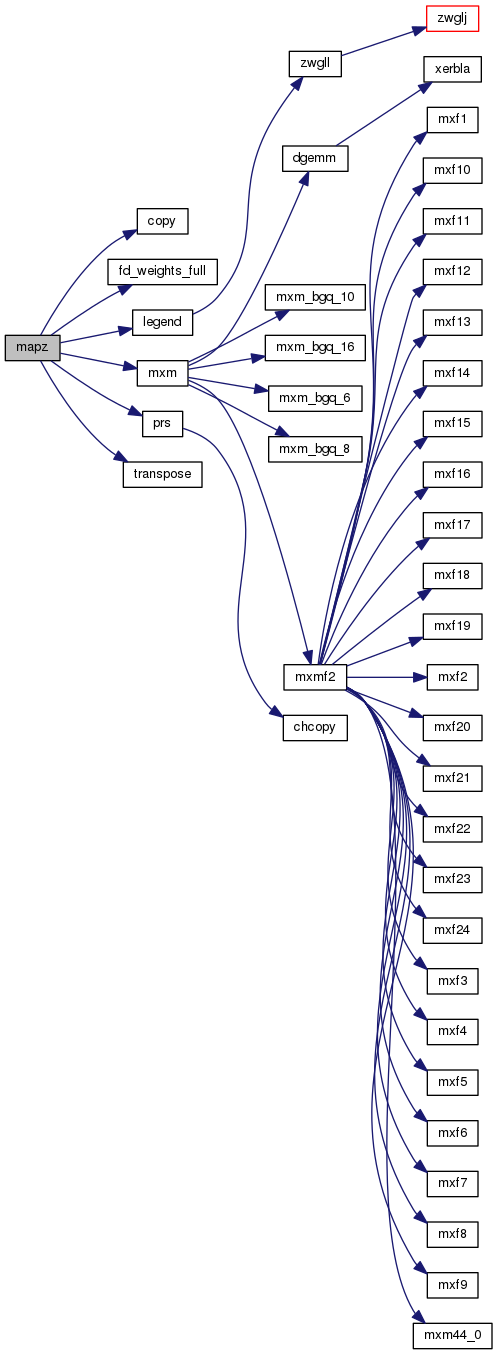 zwglj
zwgll
xerbla
mxf1
dgemm
mxf10
copy
mxf11
fd_weights_full
mxf12
mxm_bgq_10
legend
mxf13
mapz
mxm_bgq_16
mxm
mxf14
mxm_bgq_6
prs
mxf15
mxm_bgq_8
transpose
mxf16
mxf17
mxf18
mxf19
mxmf2
mxf2
chcopy
mxf20
mxf21
mxf22
mxf23
mxf24
mxf3
mxf4
mxf5
mxf6
mxf7
mxf8
mxf9
mxm44_0